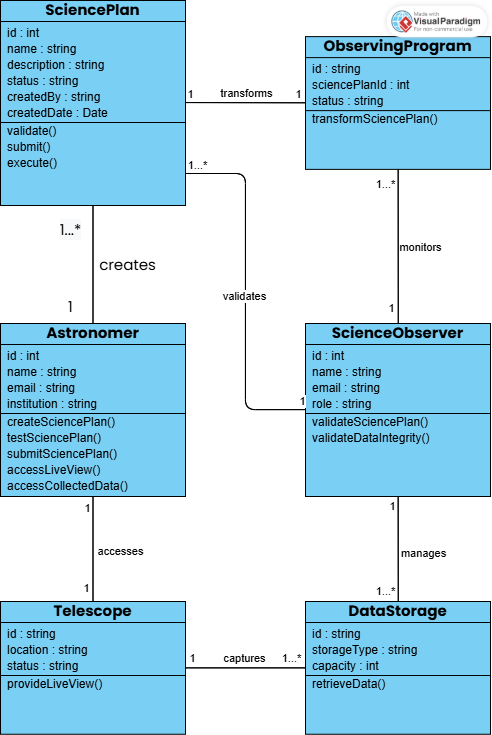 SciencePlan
id : int
name : string
description : string
status : string
createdBy : string
createdDate : Date
validate()
submit()
execute()
Made with
VisualParadigm
For non-commercial use
ObservingProgram
id : string
sciencePlanId : int
status : string
transformSciencePlan()
1 transforms 1
1...*
1...*
1...*
monitors
creates
validates
1
1
1
Astronomer
id : int
name : string
email : string
institution : string
createSciencePlan()
testSciencePlan()
submitSciencePlan()
accessLiveView()
accessCollectedData()
ScienceObserver
id : int
name : string
email : string
role : string
validateSciencePlan()
validateDataIntegrity()
1
accesses
1
1
manages
1...*
Telescope
id : string
location : string
status : string
provideLiveView()
1 captures 1...*
DataStorage
id : string
storageType : string
capacity : int
retrieveData()